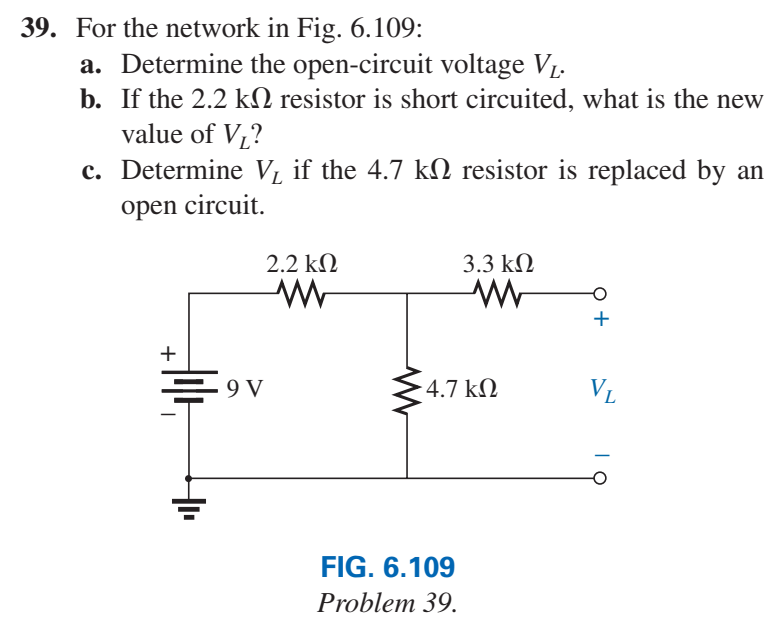 39. For the network in Fig. 6.109:
a. Determine the open-circuit voltage V_L.
b. If the 2.2 kΩ resistor is short circuited, what is the new
value of V_L?
c. Determine V_L if the 4.7 kΩ resistor is replaced by an
open circuit.
2.2 kΩ 3.3 kΩ
+
+
9 V 4.7 kΩ V_L
– –
FIG. 6.109
Problem 39.